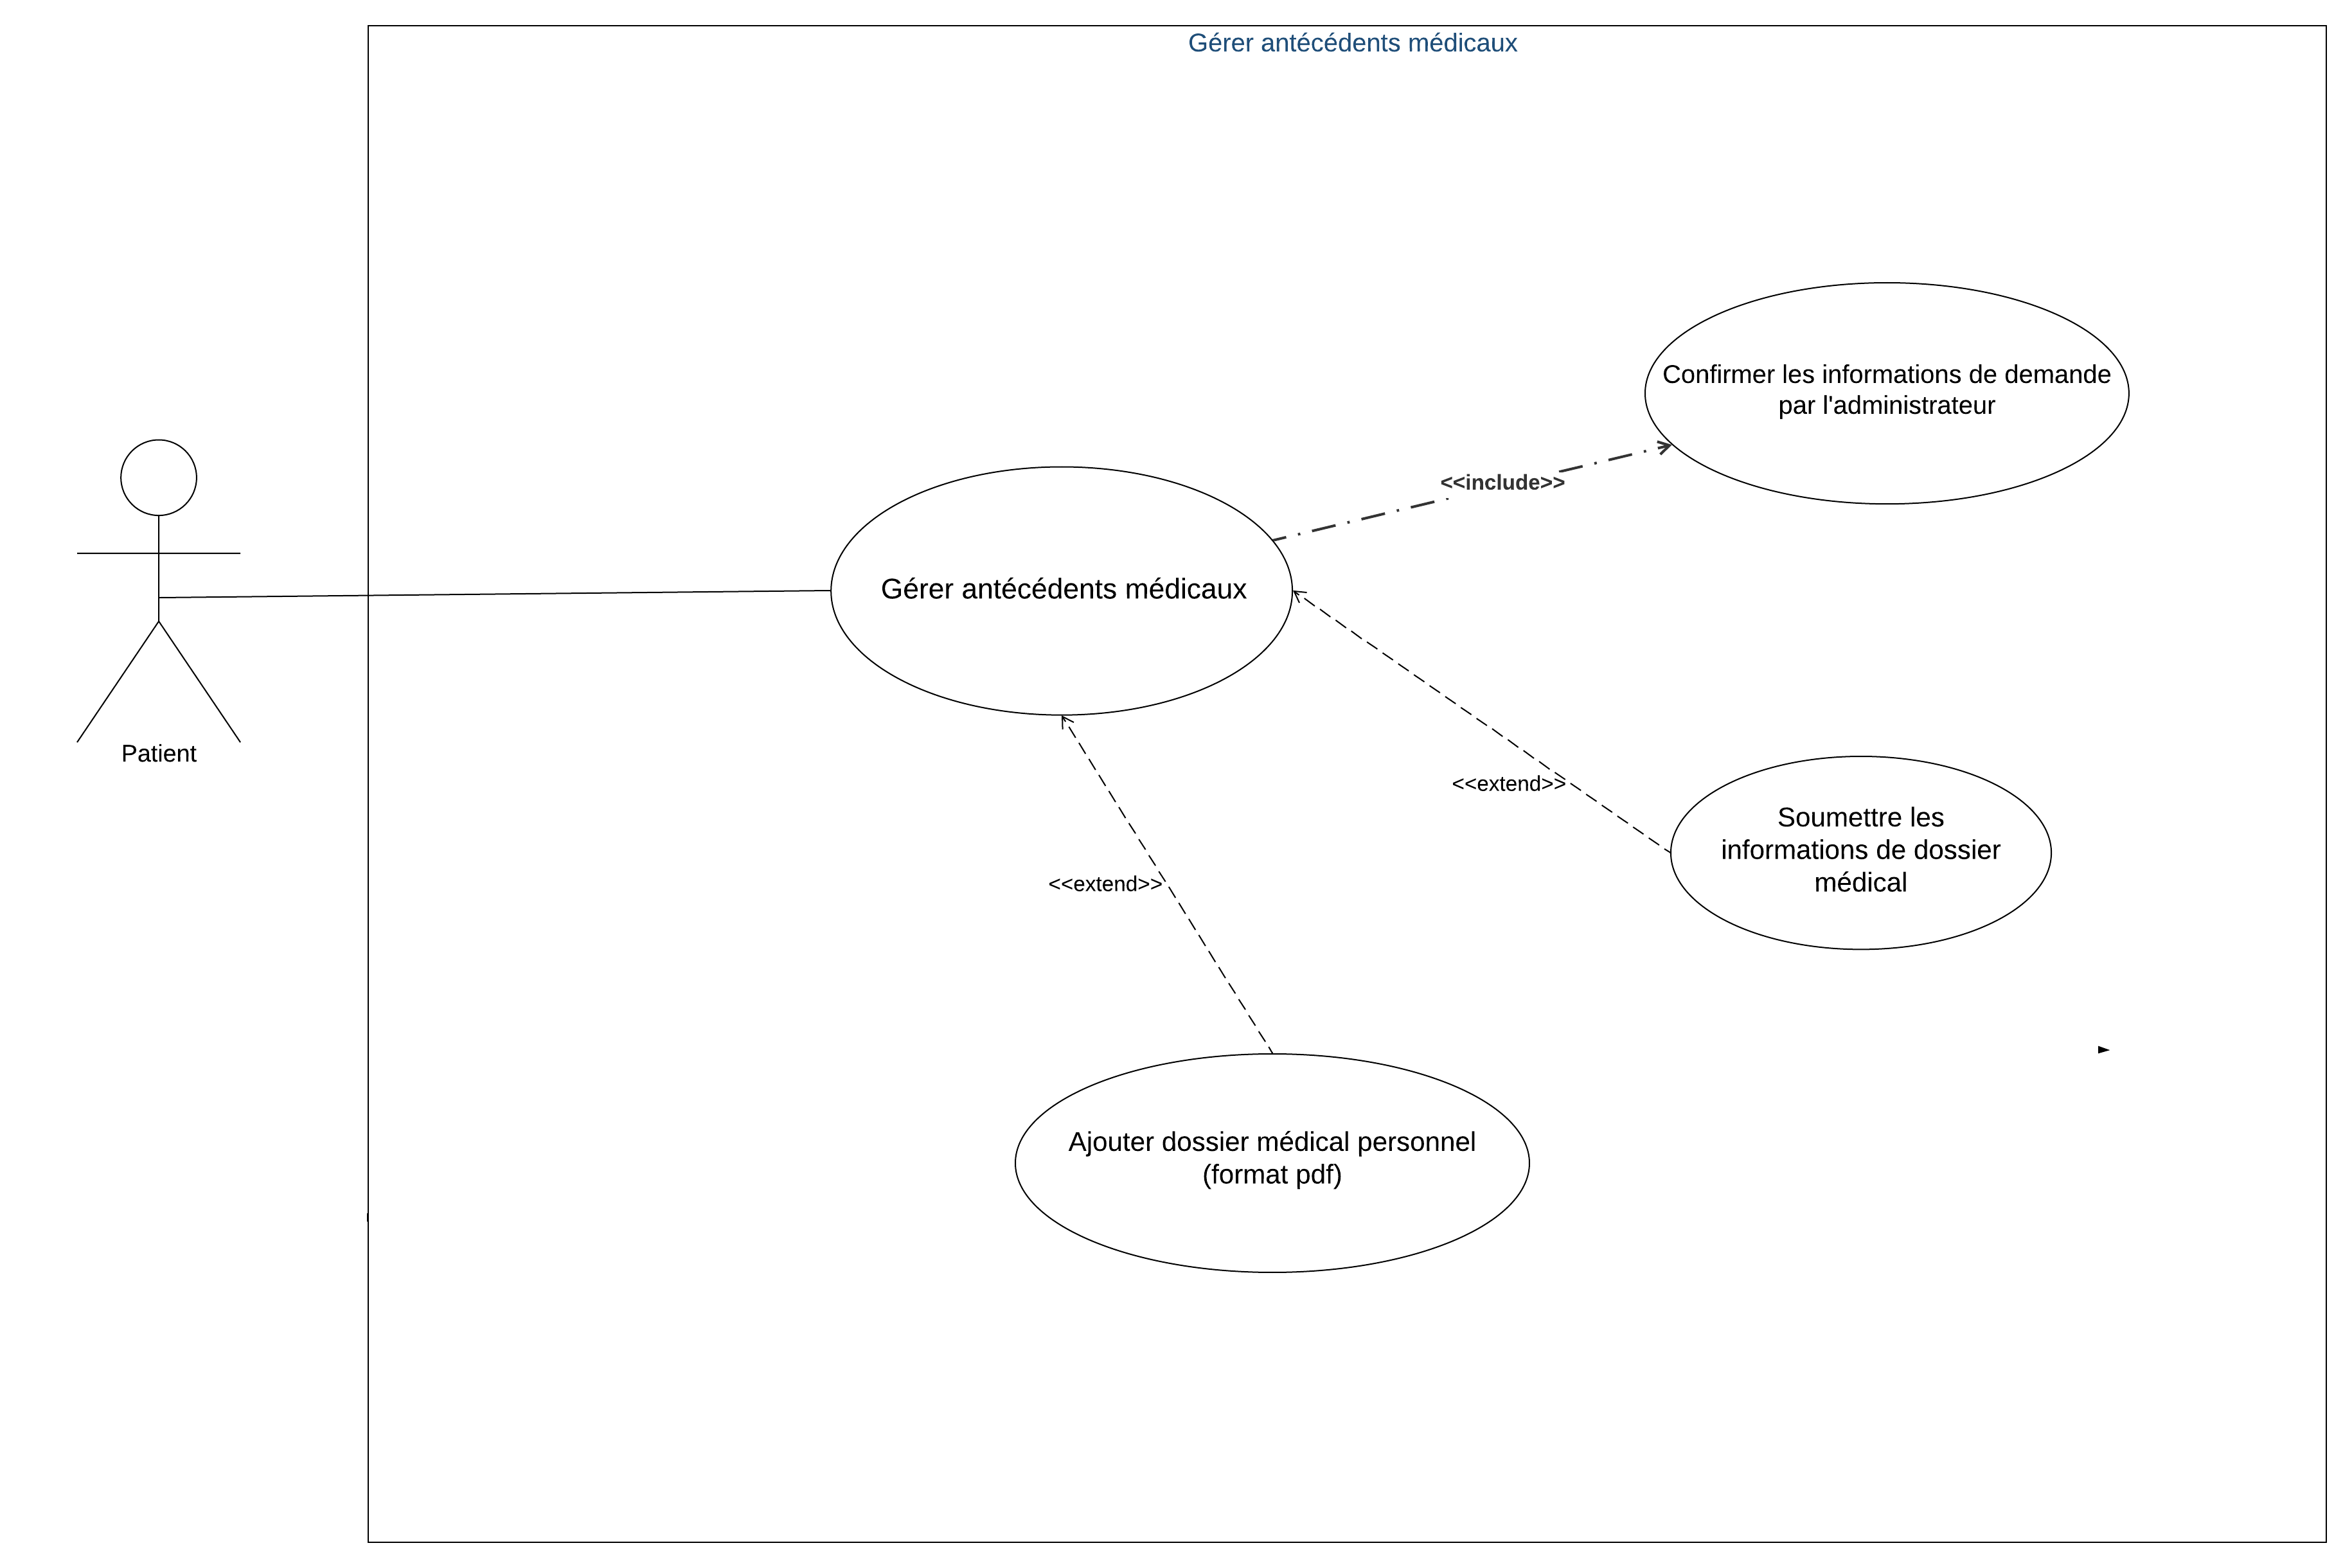 Gérer antécédents médicaux
Confirmer les informations de demande
par l'administrateur
<<include>>
Gérer antécédents médicaux
Patient
<<extend>>
Soumettre les
informations de dossier
médical
<<extend>>
Ajouter dossier médical personnel
(format pdf)